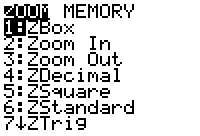 ZOOM MEMORY
1:ZBox
2:Zoom In
3:Zoom Out
4:ZDecimal
5:ZSquare
6:ZStandard
7↓ZTrig